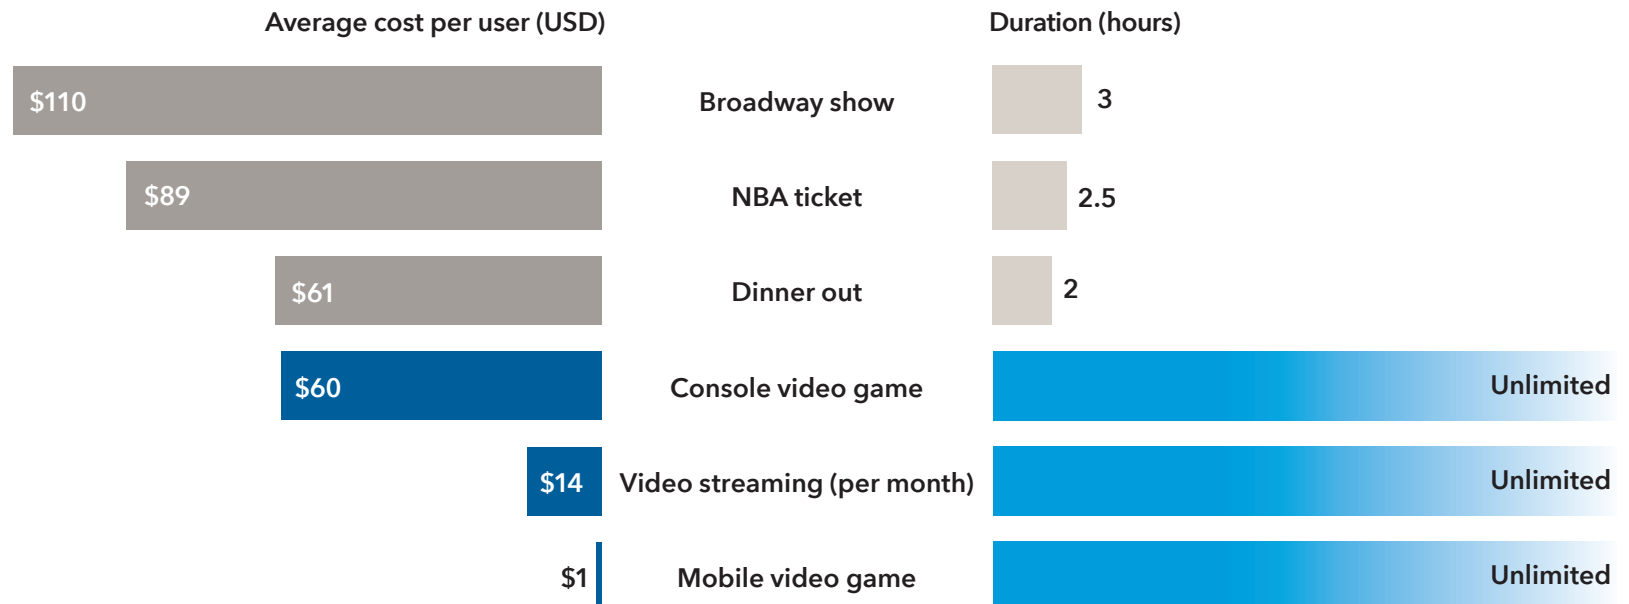 Average cost per user (USD)
Duration (hours)
$110
Broadway show
3
$89
NBA ticket
2.5
$61
Dinner out
2
$60
Console video game
Unlimited
$14
Video streaming (per month)
Unlimited
$1
Mobile video game
Unlimited